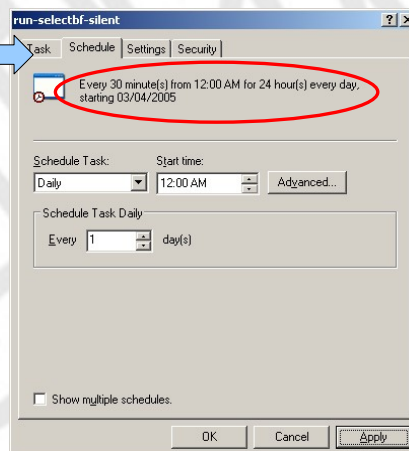 run-selectbf-silent
Task Schedule Settings Security
Every 30 minute(s) from 12:00 AM for 24 hour(s) every day,
starting 03/04/2005
Schedule Task: Start time:
Daily 12:00 AM Advanced...
Schedule Task Daily
Every 1 day(s)
Show multiple schedules.
OK Cancel Apply